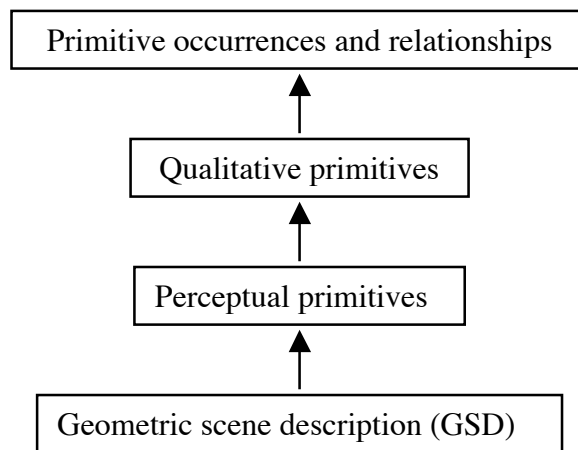 Primitive occurrences and relationships
Qualitative primitives
Perceptual primitives
Geometric scene description (GSD)